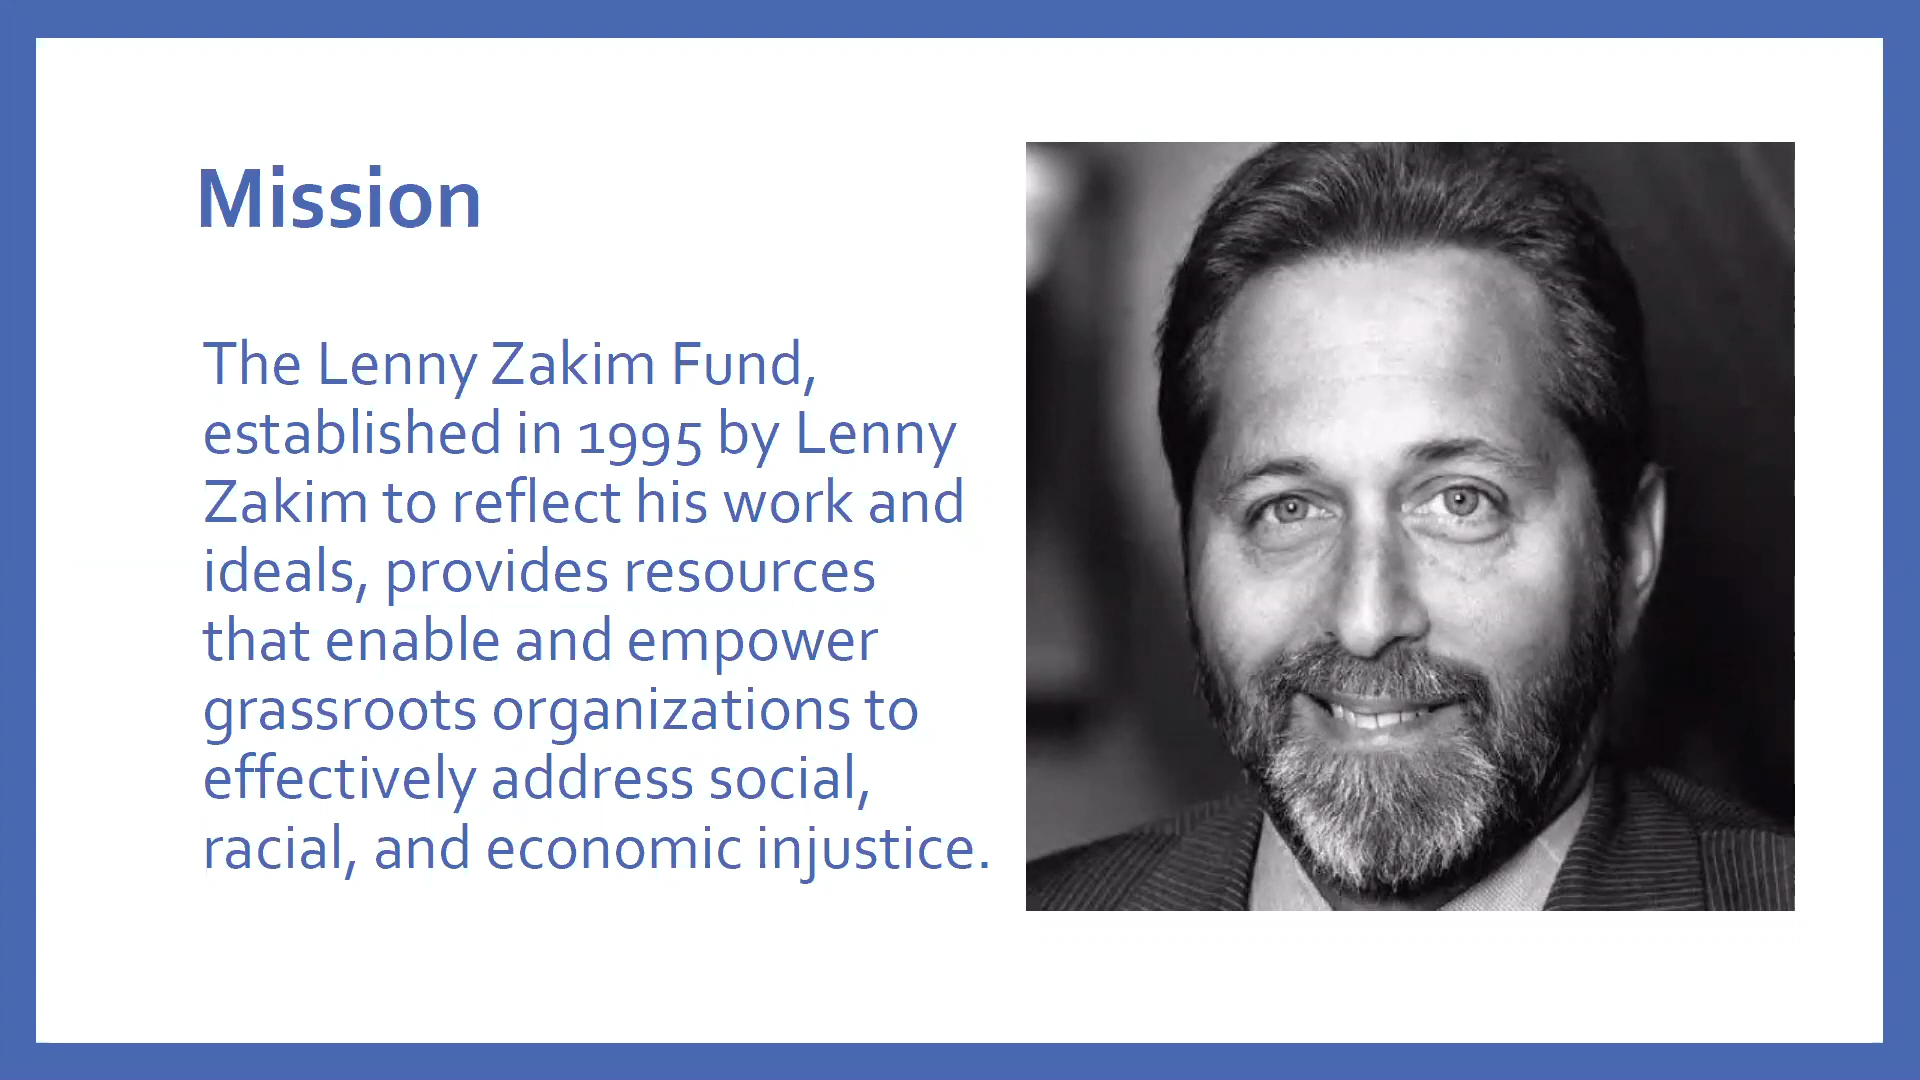 Mission
The Lenny Zakim Fund,
established in 1995 by Lenny
Zakim to reflect his work and
ideals, provides resources
that enable and empower
grassroots organizations to
effectively address social,
racial, and economic injustice.